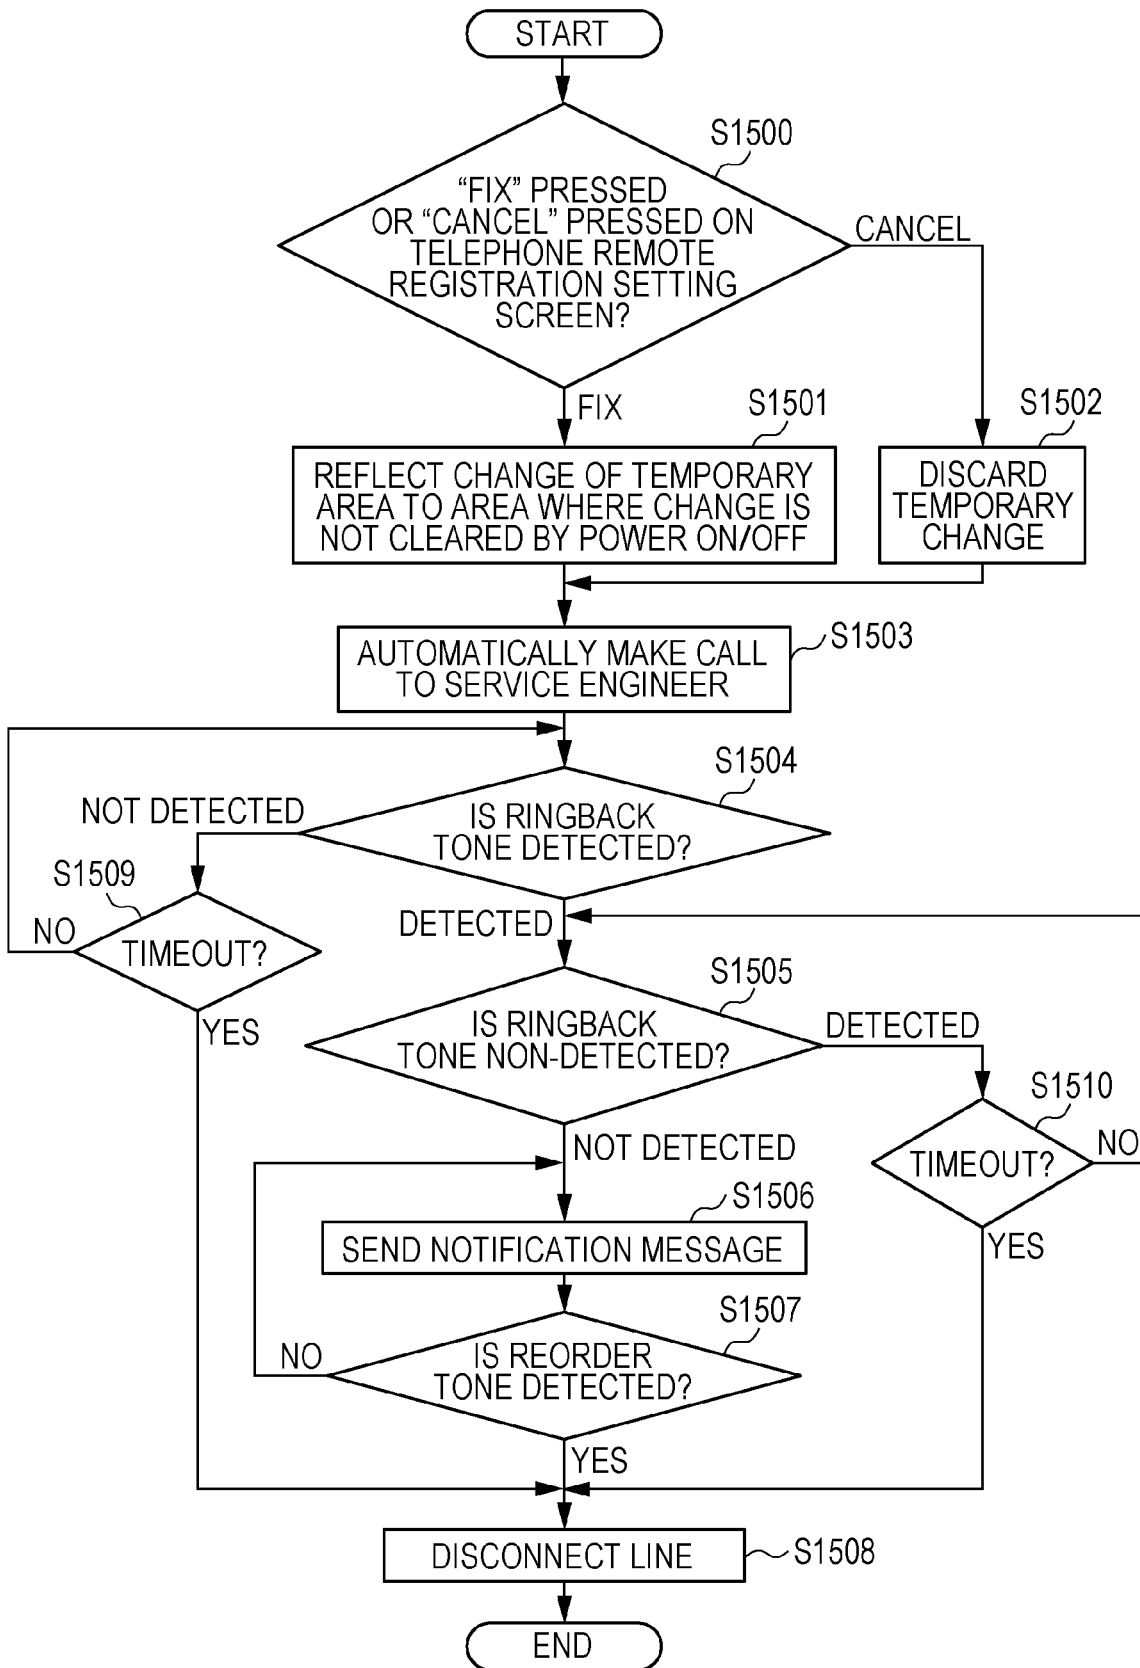 START
S1500
“FIX” PRESSED
OR “CANCEL” PRESSED ON
TELEPHONE REMOTE
REGISTRATION SETTING
SCREEN?
CANCEL
FIX
S1501
REFLECT CHANGE OF TEMPORARY
AREA TO AREA WHERE CHANGE IS
NOT CLEARED BY POWER ON/OFF
S1502
DISCARD
TEMPORARY
CHANGE
S1503
AUTOMATICALLY MAKE CALL
TO SERVICE ENGINEER
S1504
IS RINGBACK
TONE DETECTED?
NOT DETECTED
S1509
TIMEOUT?
NO
YES
DETECTED
S1505
IS RINGBACK
TONE NON-DETECTED?
DETECTED
S1510
TIMEOUT?
NO
YES
NOT DETECTED
S1506
SEND NOTIFICATION MESSAGE
S1507
IS REORDER
TONE DETECTED?
NO
YES
DISCONNECT LINE
S1508
END